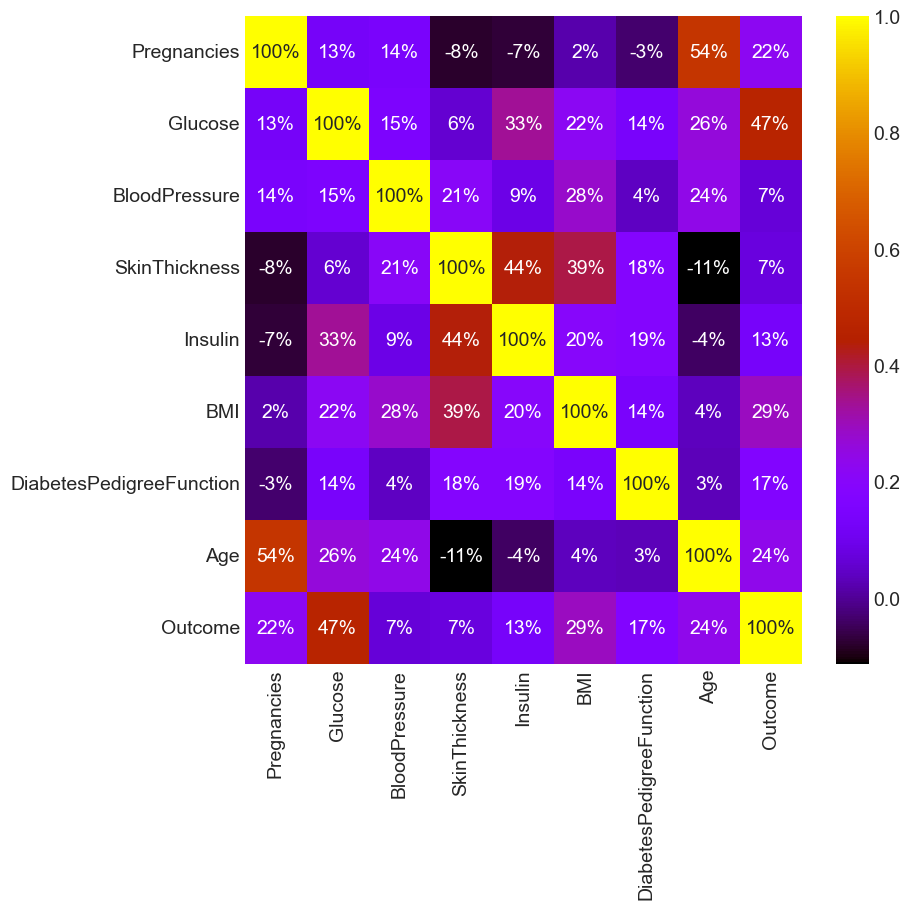 1.0
Pregnancies 100% 13% 14% -8% -7% 2% -3% 54% 22%
Glucose 13% 100% 15% 6% 33% 22% 14% 26% 47%
0.8
BloodPressure 14% 15% 100% 21% 9% 28% 4% 24% 7%
0.6
SkinThickness -8% 6% 21% 100% 44% 39% 18% -11% 7%
Insulin -7% 33% 9% 44% 100% 20% 19% -4% 13%
0.4
BMI 2% 22% 28% 39% 20% 100% 14% 4% 29%
0.2
DiabetesPedigreeFunction -3% 14% 4% 18% 19% 14% 100% 3% 17%
Age 54% 26% 24% -11% -4% 4% 3% 100% 24%
0.0
Outcome 22% 47% 7% 7% 13% 29% 17% 24% 100%
Pregnancies
Glucose
BloodPressure
SkinThickness
Insulin
BMI
DiabetesPedigreeFunction
Age
Outcome